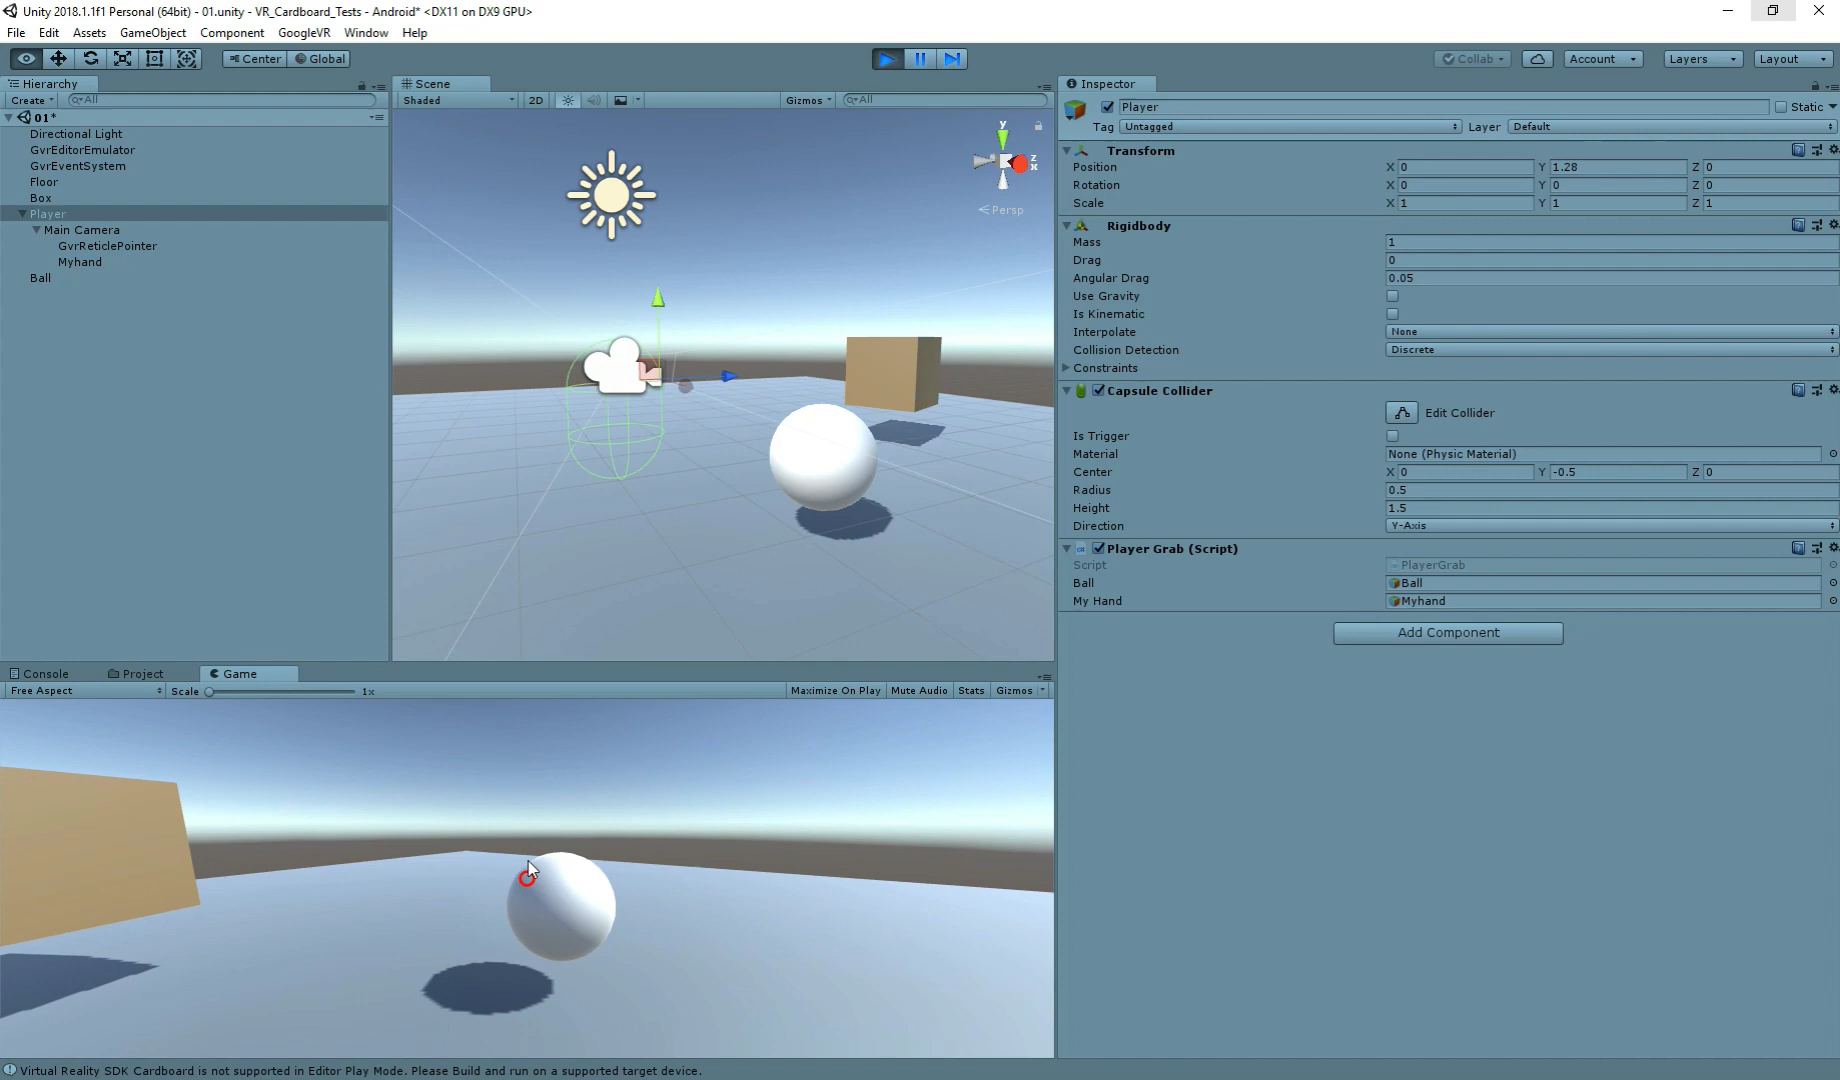 Unity 2018.1.1f1 Personal (64bit) - 01.unity - VR_Cardboard_Tests - Android* <DX11 on DX9 GPU>
File Edit Assets GameObject Component GoogleVR Window Help
Center Global Collab Account Layers Layout
Hierarchy
Create All
01*
Directional Light
GvrEditorEmulator
GvrEventSystem
Floor
Box
Player
Main Camera
GvrReticlePointer
Myhand
Ball
Scene
Shaded 2D Gizmos All
y
z
x
Persp
Inspector
Player Static
Tag Untagged Layer Default
Transform
Position X 0 Y 1.28 Z 0
Rotation X 0 Y 0 Z 0
Scale X 1 Y 1 Z 1
Rigidbody
Mass 1
Drag 0
Angular Drag 0.05
Use Gravity
Is Kinematic
Interpolate None
Collision Detection Discrete
Constraints
Capsule Collider
Edit Collider
Is Trigger
Material None (Physic Material)
Center X 0 Y -0.5 Z 0
Radius 0.5
Height 1.5
Direction Y-Axis
Player Grab (Script)
Script PlayerGrab
Ball Ball
My Hand Myhand
Add Component
Console Project Game
Free Aspect Scale 1x Maximize On Play Mute Audio Stats Gizmos
Virtual Reality SDK Cardboard is not supported in Editor Play Mode. Please Build and run on a supported target device.